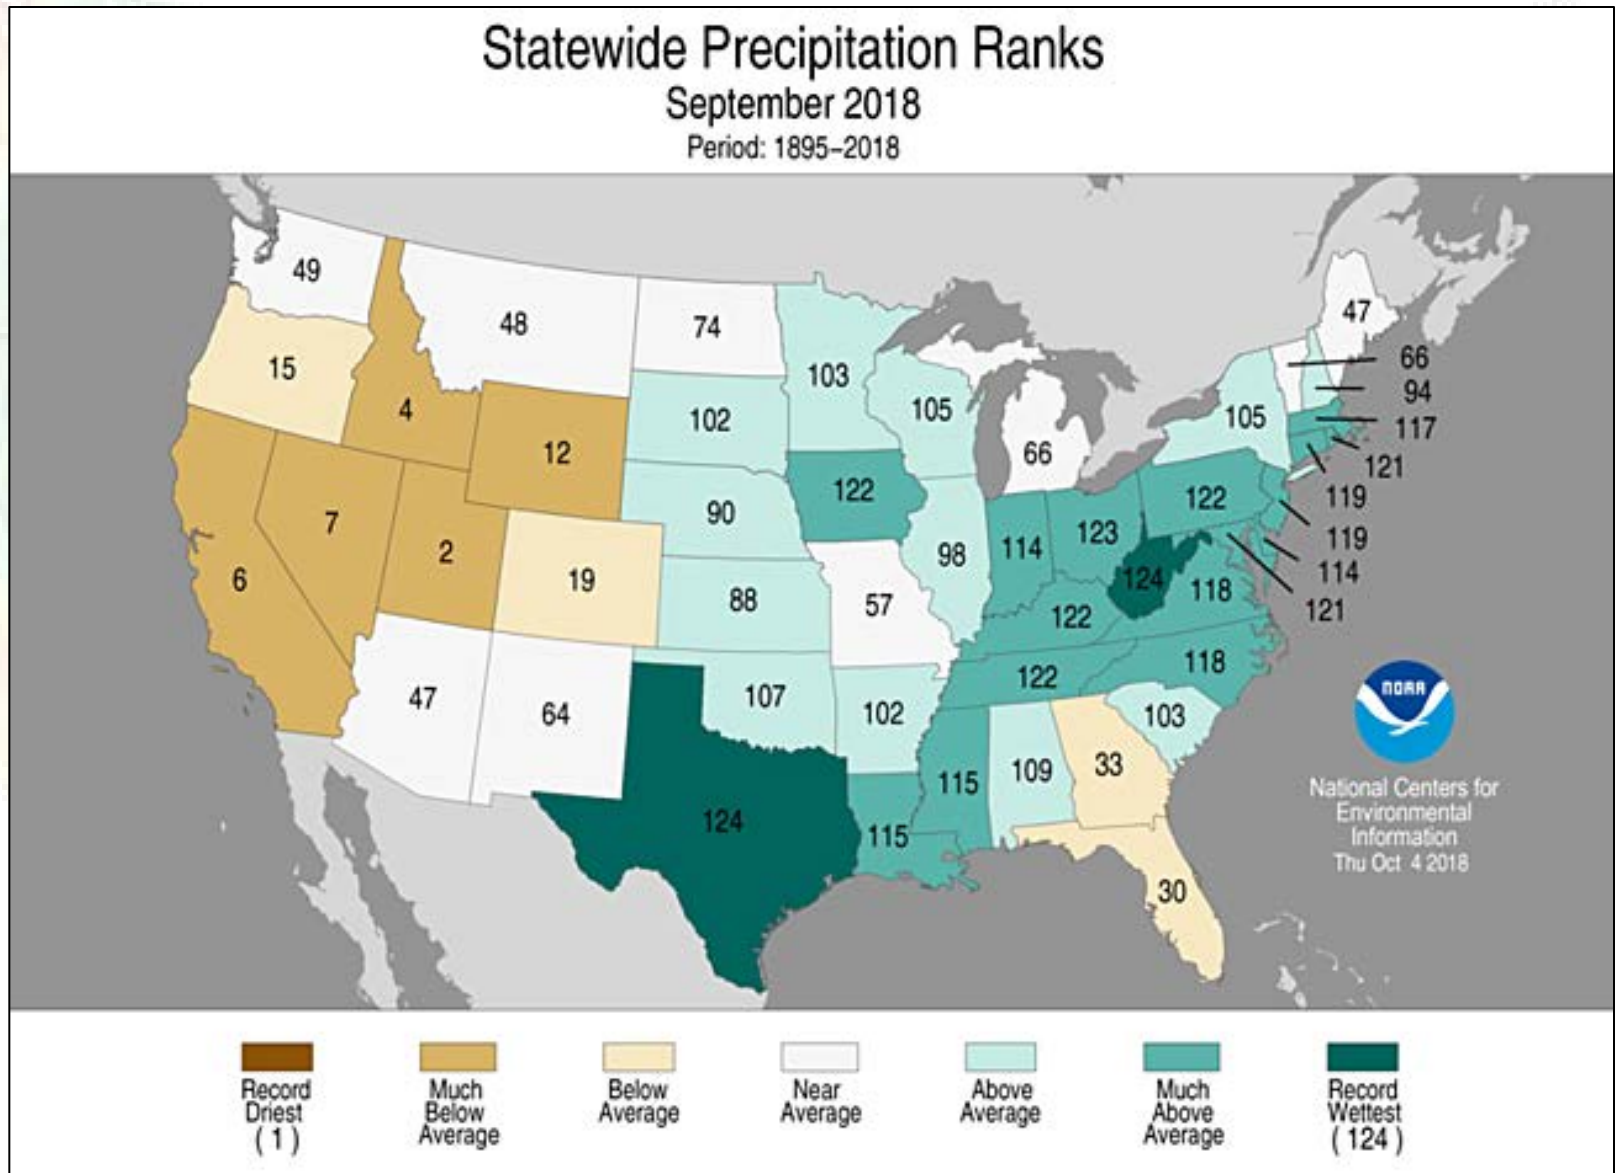 Statewide Precipitation Ranks
September 2018
Period: 1895–2018
49
48
74
103
47
66
15
4
12
102
105
105
94
117
66
121
6
7
2
19
90
122
98
114
123
122
119
119
114
121
88
57
122
124
118
47
64
107
102
122
118
103
124
115
115
109
33
30
NOAA
National Centers for
Environmental
Information
Thu Oct 4 2018
Record
Driest
( 1 )
Much
Below
Average
Below
Average
Near
Average
Above
Average
Much
Above
Average
Record
Wettest
( 124 )